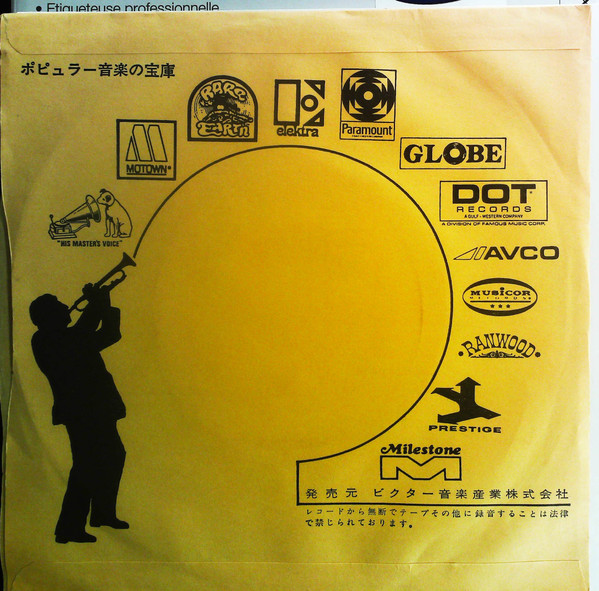 • Etiqueteuse professionnelle
ポピュラー音楽の宝庫
RARE
EARTH
elektra
Paramount
MOTOWN
GLOBE
DOT
RECORDS
A GULF+WESTERN COMPANY
A DIVISION OF FAMOUS MUSIC CORP.
"HIS MASTER'S VOICE"
AVCO
MUSICOR
RECORDS
RANWOOD
PRESTIGE
Milestone
発売元 ビクター音楽産業株式会社
レコードから無断でテープその他に録音することは法律
で禁じられております。